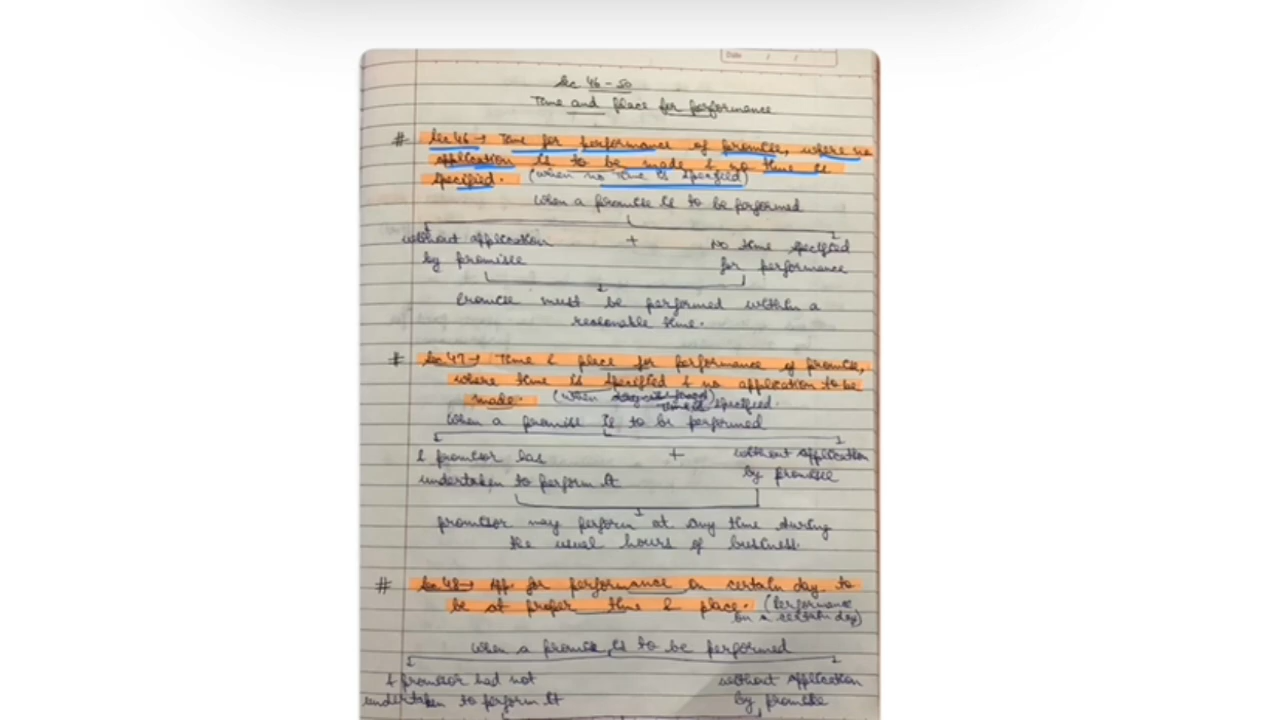 Date / /
Sec 46-50
Time and place for performance
# Sec 46 → Time for performance of promise, where no
application is to be made & no time is
specified. (when no time is specified)
When a promise is to be performed
without application + No time specified
by promisee for performance
Promise must be performed within a
reasonable time.
# Sec 47 → Time & place for performance of promise,
where time is specified & no application to be
made. (when time is specified.
When a promise is to be performed
& promisor has + without application
undertaken to perform it by promisee
promisor may perform at any time during
the usual hours of business.
# Sec 48 → App. for performance on certain day to
be at proper time & place. (Performance
on a certain day)
When a promise is to be performed
& promisor had not without application
undertaken to perform it by promisee